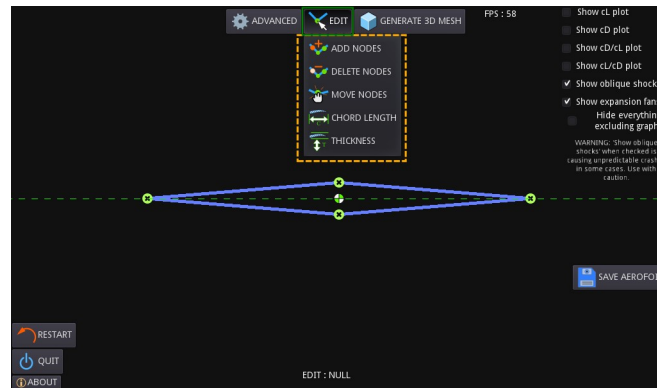 ADVANCED
EDIT
GENERATE 3D MESH
FPS : 58
Show cL plot
Show cD plot
Show cD/cL plot
Show cL/cD plot
Show oblique shock
Show expansion fan
Hide everythin
excluding graph
WARNING: 'Show oblique
shocks' when checked is
causing unpredictable crash
in some cases. Use with
caution.
ADD NODES
DELETE NODES
MOVE NODES
CHORD LENGTH
THICKNESS
SAVE AEROFOI
RESTART
QUIT
ABOUT
EDIT : NULL